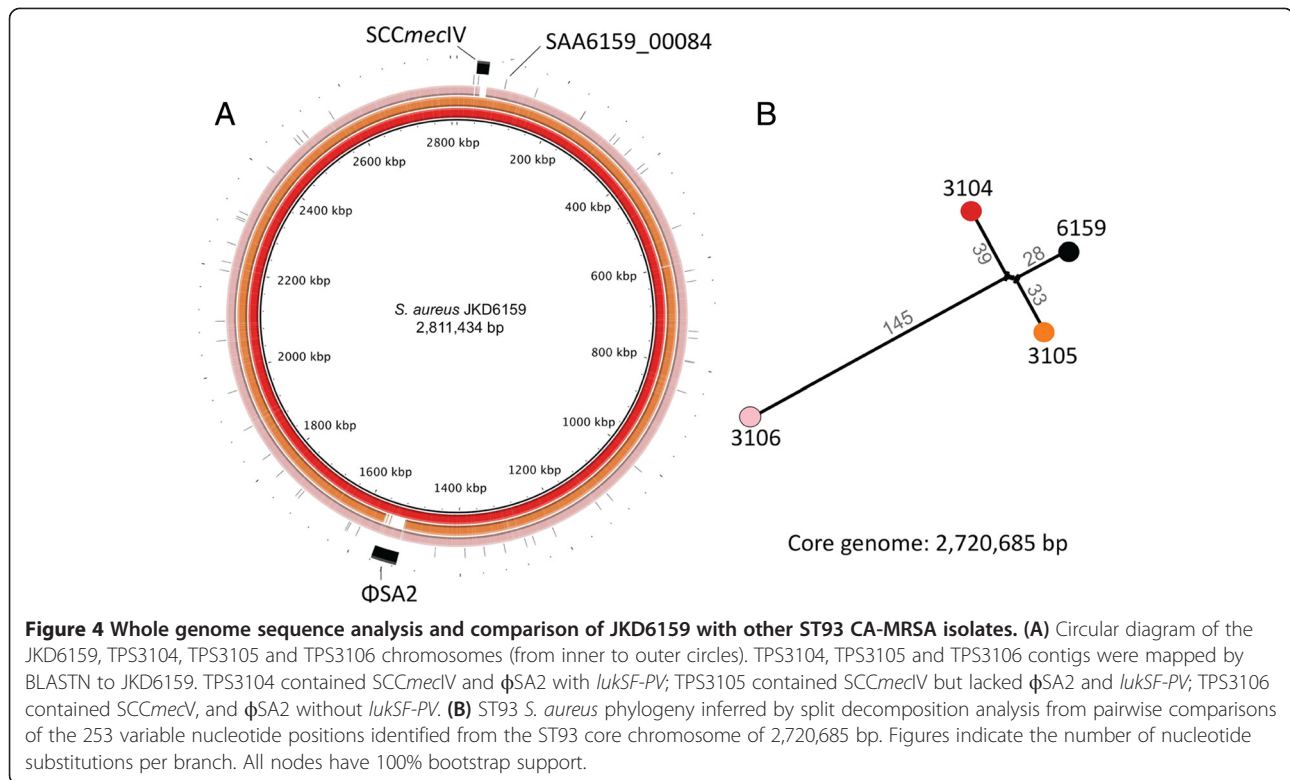 SCCmecIV
SAA6159_00084
A
B
2800 kbp
200 kbp
400 kbp
600 kbp
800 kbp
1000 kbp
1200 kbp
1400 kbp
1600 kbp
1800 kbp
2000 kbp
2200 kbp
2400 kbp
2600 kbp
S. aureus JKD6159
2,811,434 bp
ΦSA2
3104
6159
39
28
33
145
3105
3106
Core genome: 2,720,685 bp
Figure 4 Whole genome sequence analysis and comparison of JKD6159 with other ST93 CA-MRSA isolates. (A) Circular diagram of the
JKD6159, TPS3104, TPS3105 and TPS3106 chromosomes (from inner to outer circles). TPS3104, TPS3105 and TPS3106 contigs were mapped by
BLASTN to JKD6159. TPS3104 contained SCCmecIV and ϕSA2 with lukSF-PV; TPS3105 contained SCCmecIV but lacked ϕSA2 and lukSF-PV; TPS3106
contained SCCmecV, and ϕSA2 without lukSF-PV. (B) ST93 S. aureus phylogeny inferred by split decomposition analysis from pairwise comparisons
of the 253 variable nucleotide positions identified from the ST93 core chromosome of 2,720,685 bp. Figures indicate the number of nucleotide
substitutions per branch. All nodes have 100% bootstrap support.